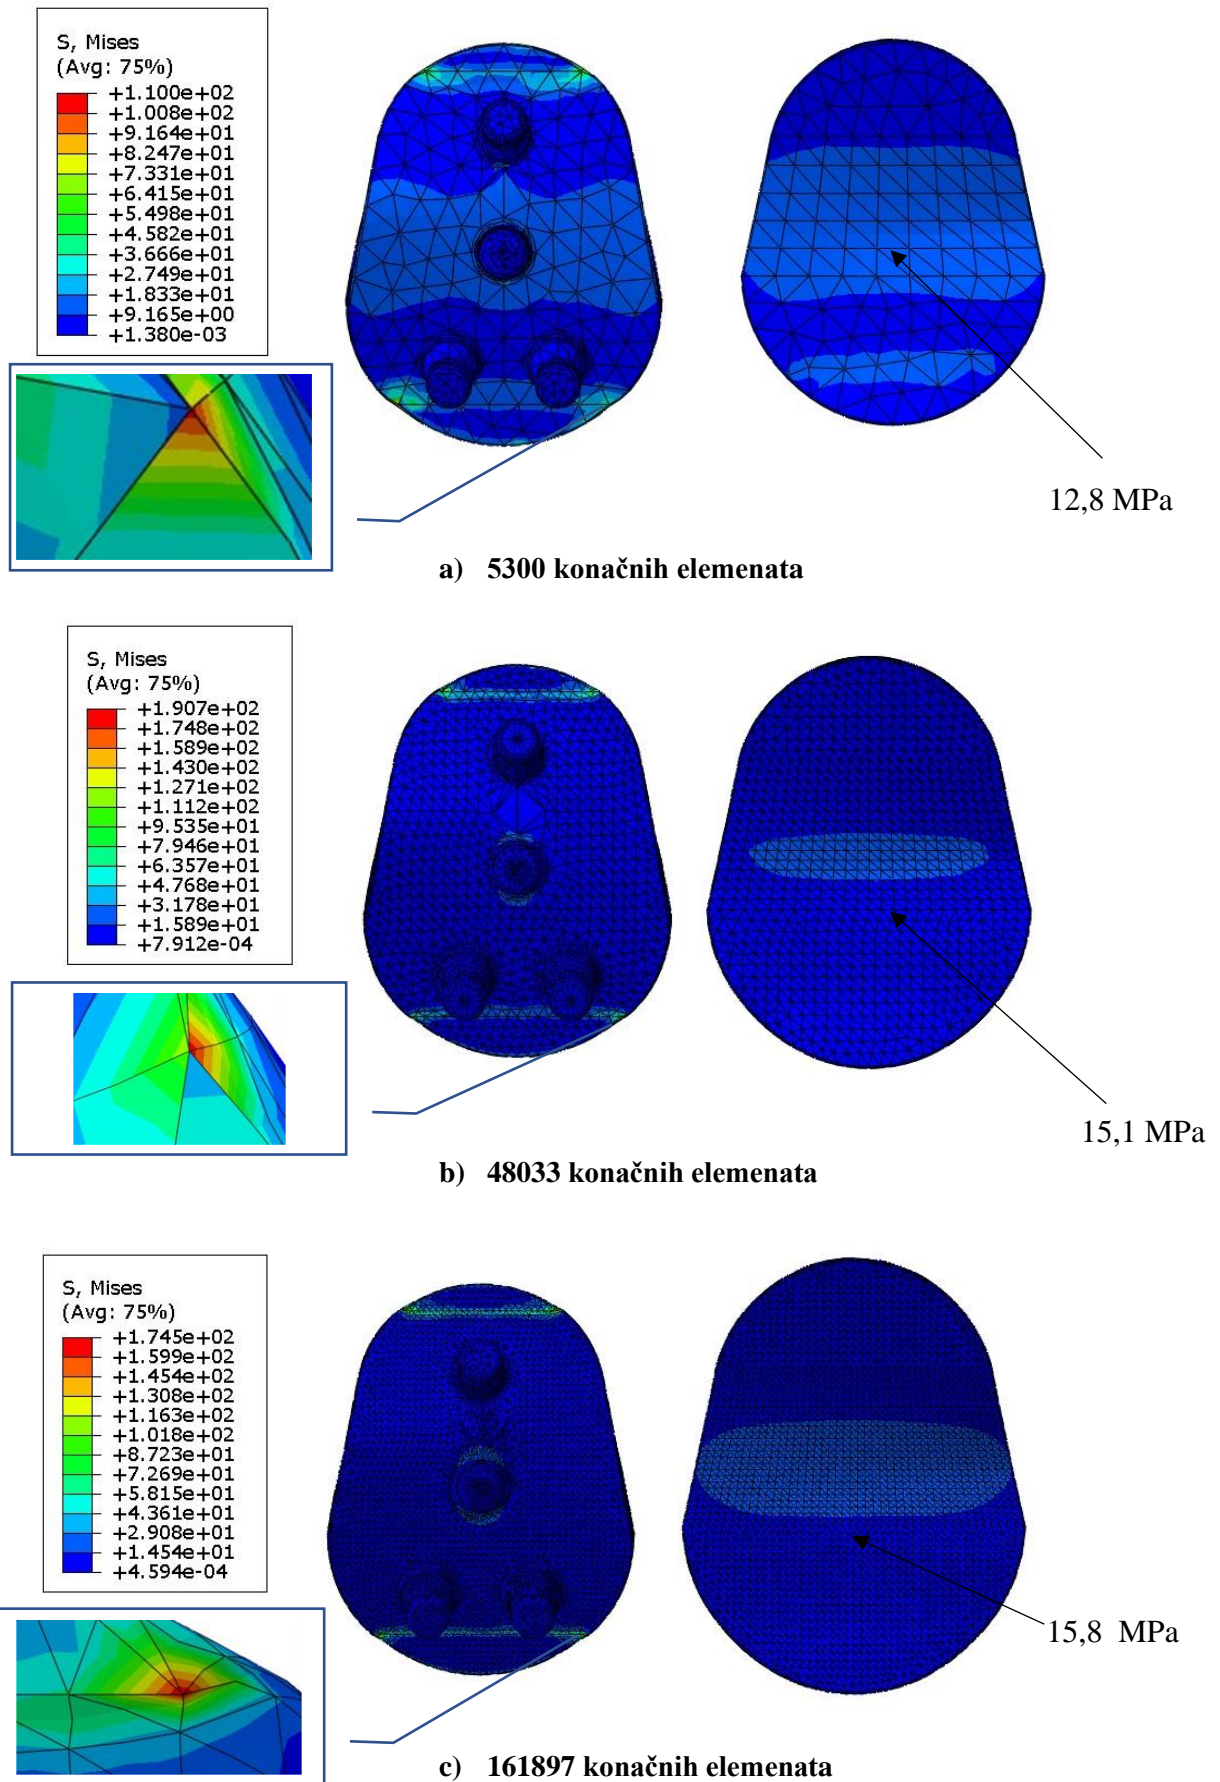 S, Mises
(Avg: 75%)
+1.100e+02
+1.008e+02
+9.164e+01
+8.247e+01
+7.331e+01
+6.415e+01
+5.498e+01
+4.582e+01
+3.666e+01
+2.749e+01
+1.833e+01
+9.165e+00
+1.380e-03
12,8 MPa
a) 5300 konačnih elemenata
S, Mises
(Avg: 75%)
+1.907e+02
+1.748e+02
+1.589e+02
+1.430e+02
+1.271e+02
+1.112e+02
+9.535e+01
+7.946e+01
+6.357e+01
+4.768e+01
+3.178e+01
+1.589e+01
+7.912e-04
15,1 MPa
b) 48033 konačnih elemenata
S, Mises
(Avg: 75%)
+1.745e+02
+1.599e+02
+1.454e+02
+1.308e+02
+1.163e+02
+1.018e+02
+8.723e+01
+7.269e+01
+5.815e+01
+4.361e+01
+2.908e+01
+1.454e+01
+4.594e-04
15,8 MPa
c) 161897 konačnih elemenata